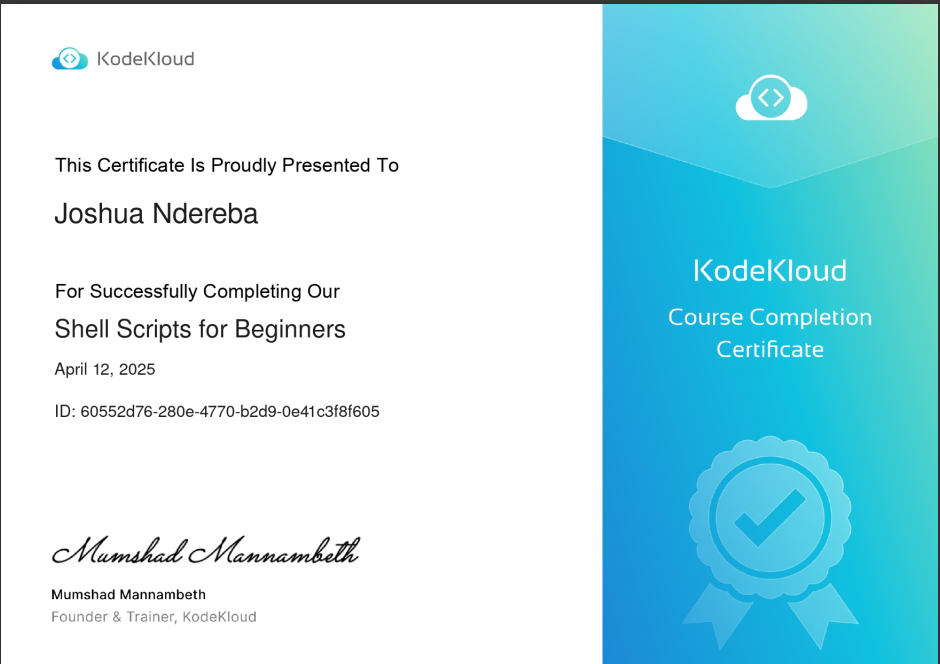 KodeKloud
This Certificate Is Proudly Presented To
Joshua Ndereba
For Successfully Completing Our
Shell Scripts for Beginners
April 12, 2025
ID: 60552d76-280e-4770-b2d9-0e41c3f8f605
Mumshad Mannambeth
Mumshad Mannambeth
Founder & Trainer, KodeKloud
KodeKloud
Course Completion
Certificate